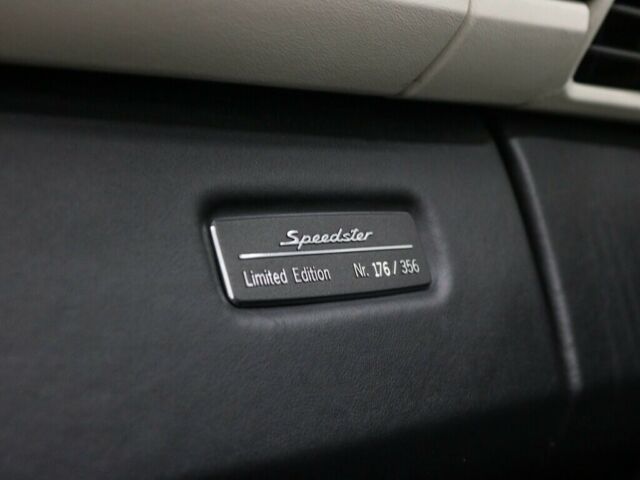 Speedster
Limited Edition Nr. 176 / 356